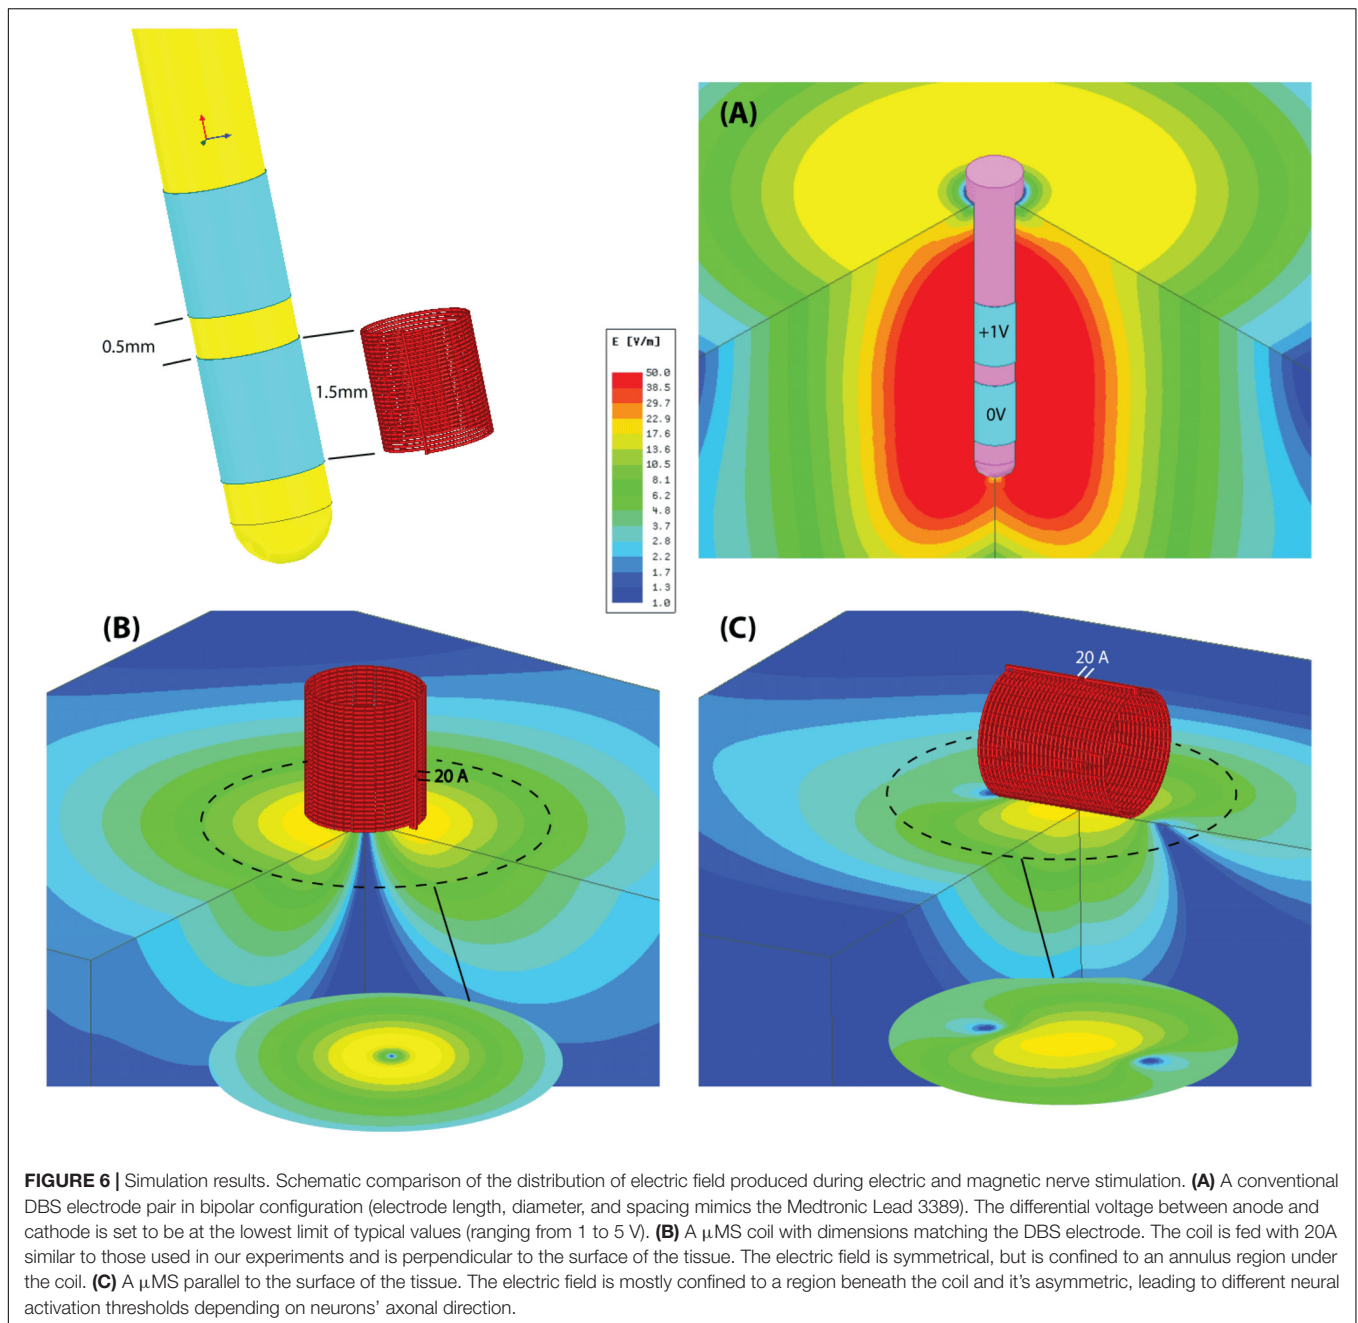 (A)
0.5mm
1.5mm
+1V
0V
E [V/m]
50.0
38.5
29.7
22.9
17.6
13.6
10.5
8.1
6.2
4.8
3.7
2.8
2.2
1.7
1.3
1.0
(B)
20 A
(C)
20 A
FIGURE 6 | Simulation results. Schematic comparison of the distribution of electric field produced during electric and magnetic nerve stimulation. (A) A conventional
DBS electrode pair in bipolar configuration (electrode length, diameter, and spacing mimics the Medtronic Lead 3389). The differential voltage between anode and
cathode is set to be at the lowest limit of typical values (ranging from 1 to 5 V). (B) A μMS coil with dimensions matching the DBS electrode. The coil is fed with 20A
similar to those used in our experiments and is perpendicular to the surface of the tissue. The electric field is symmetrical, but is confined to an annulus region under
the coil. (C) A μMS parallel to the surface of the tissue. The electric field is mostly confined to a region beneath the coil and it's asymmetric, leading to different neural
activation thresholds depending on neurons' axonal direction.